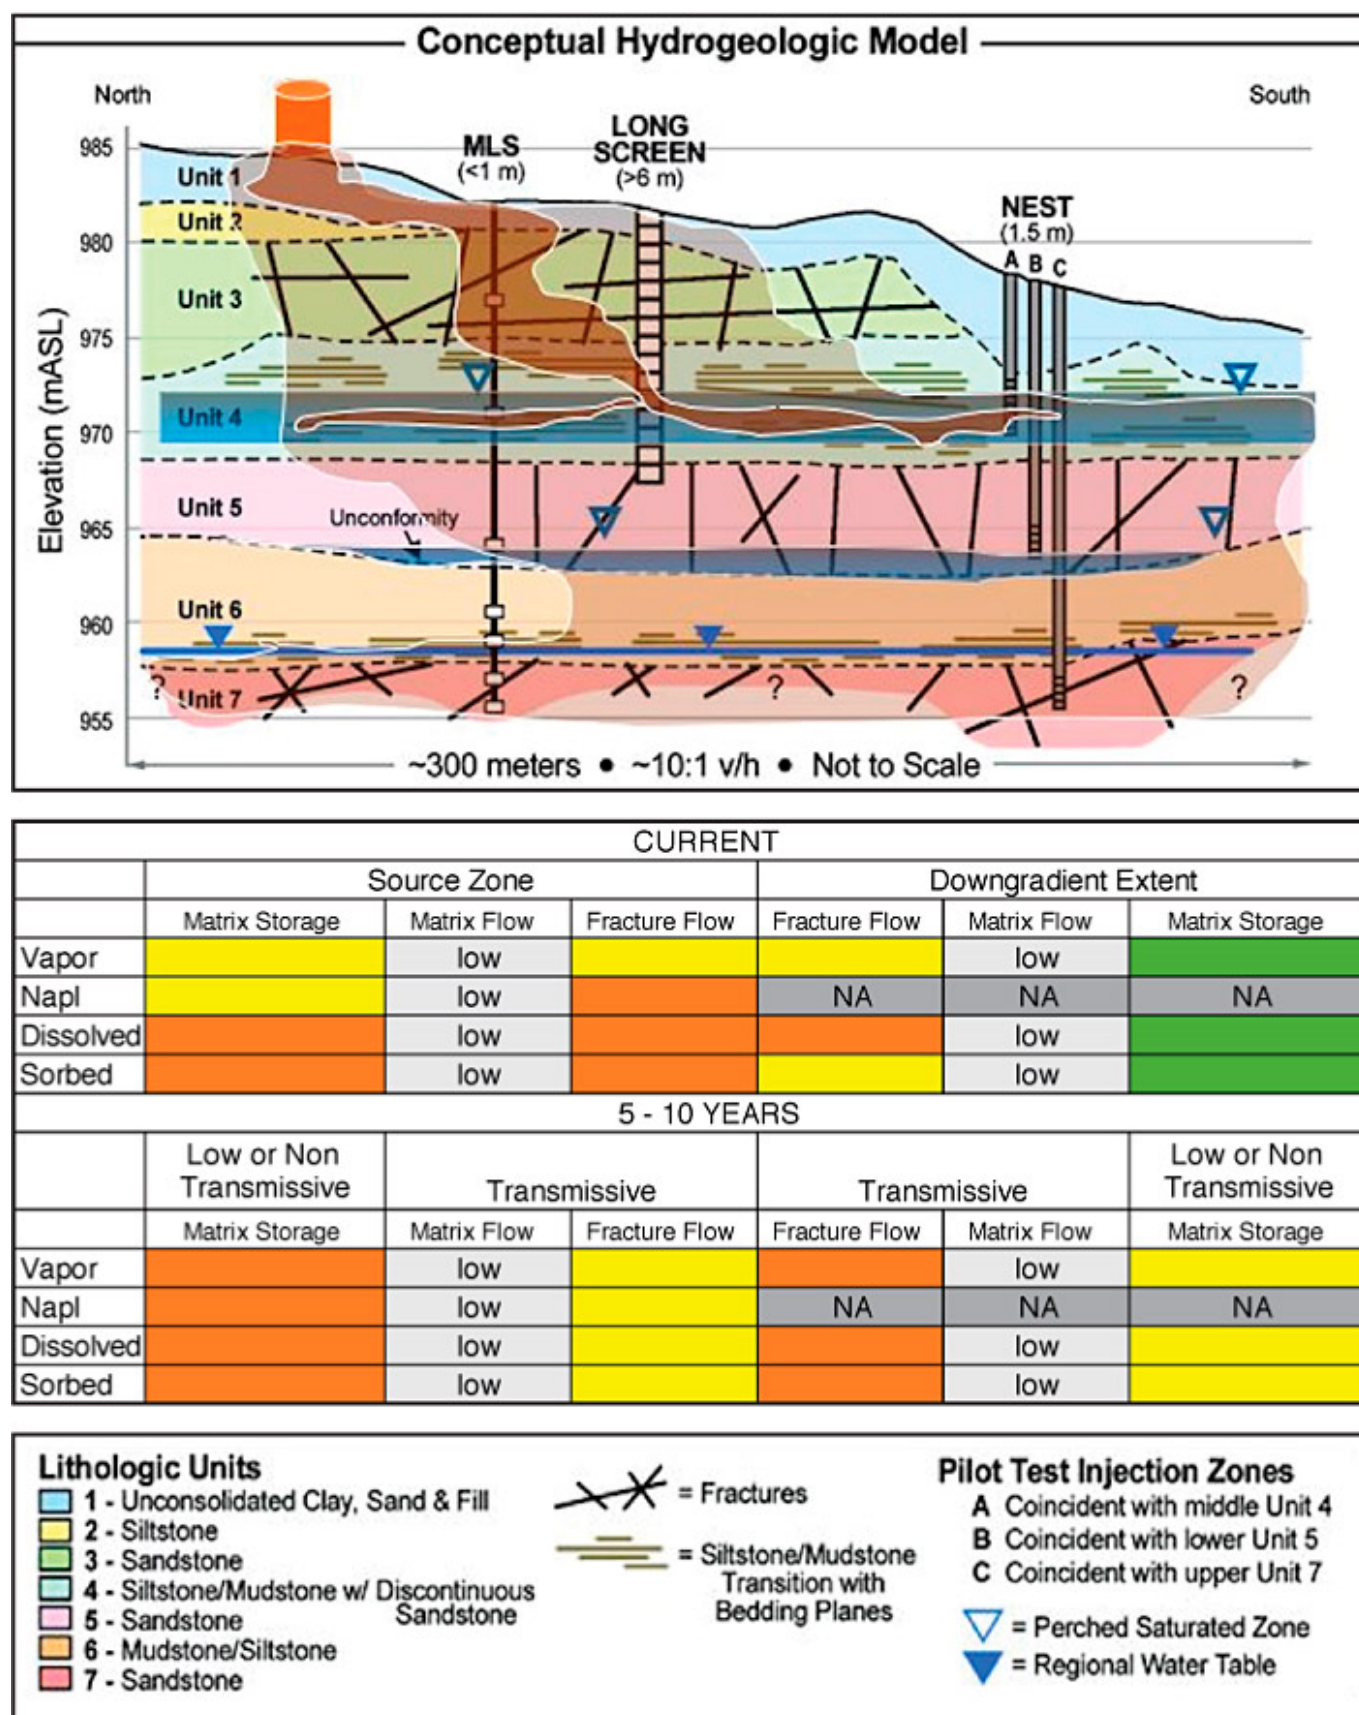 Conceptual Hydrogeologic Model
North
South
MLS
(<1 m)
LONG
SCREEN
(>6 m)
NEST
(1.5 m)
A B C
Elevation (mASL)
985
980
975
970
965
960
955
Unit 1
Unit 2
Unit 3
Unit 4
Unit 5
Unconformity
Unit 6
Unit 7
? ? ?
~300 meters • ~10:1 v/h • Not to Scale
CURRENT
Source Zone Downgradient Extent
Matrix Storage Matrix Flow Fracture Flow Fracture Flow Matrix Flow Matrix Storage
Vapor low low
Napl low NA NA NA
Dissolved low low
Sorbed low low
5 - 10 YEARS
Low or Non Transmissive Transmissive Transmissive Low or Non Transmissive
Matrix Storage Matrix Flow Fracture Flow Fracture Flow Matrix Flow Matrix Storage
Vapor low low
Napl low NA NA NA
Dissolved low low
Sorbed low low
Lithologic Units
1 - Unconsolidated Clay, Sand & Fill
2 - Siltstone
3 - Sandstone
4 - Siltstone/Mudstone w/ Discontinuous
Sandstone
5 - Sandstone
6 - Mudstone/Siltstone
7 - Sandstone
= Fractures
= Siltstone/Mudstone
Transition with
Bedding Planes
Pilot Test Injection Zones
A Coincident with middle Unit 4
B Coincident with lower Unit 5
C Coincident with upper Unit 7
= Perched Saturated Zone
= Regional Water Table